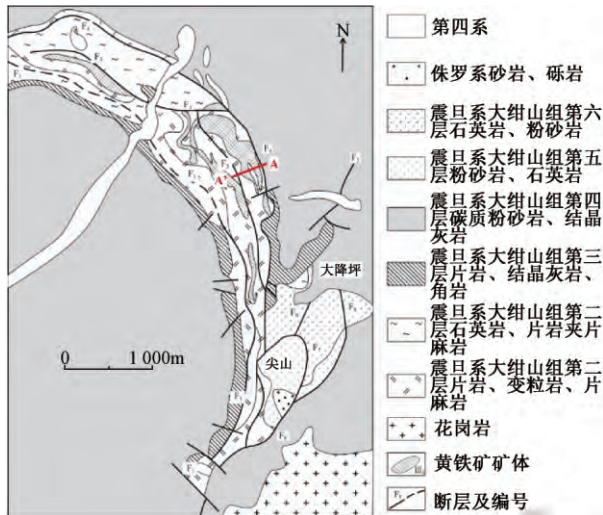 N
A
A'
大降坪
尖山
0
1 000m
第四系
侏罗系砂岩、砾岩
震旦系大绀山组第六
层石英岩、粉砂岩
震旦系大绀山组第五
层粉砂岩、石英岩
震旦系大绀山组第四
层碳质粉砂岩、结晶
灰岩
震旦系大绀山组第三
层片岩、结晶灰岩、
角岩
震旦系大绀山组第二
层石英岩、片岩夹片
麻岩
震旦系大绀山组第二
层片岩、变粒岩、片
麻岩
花岗岩
黄铁矿矿体
断层及编号